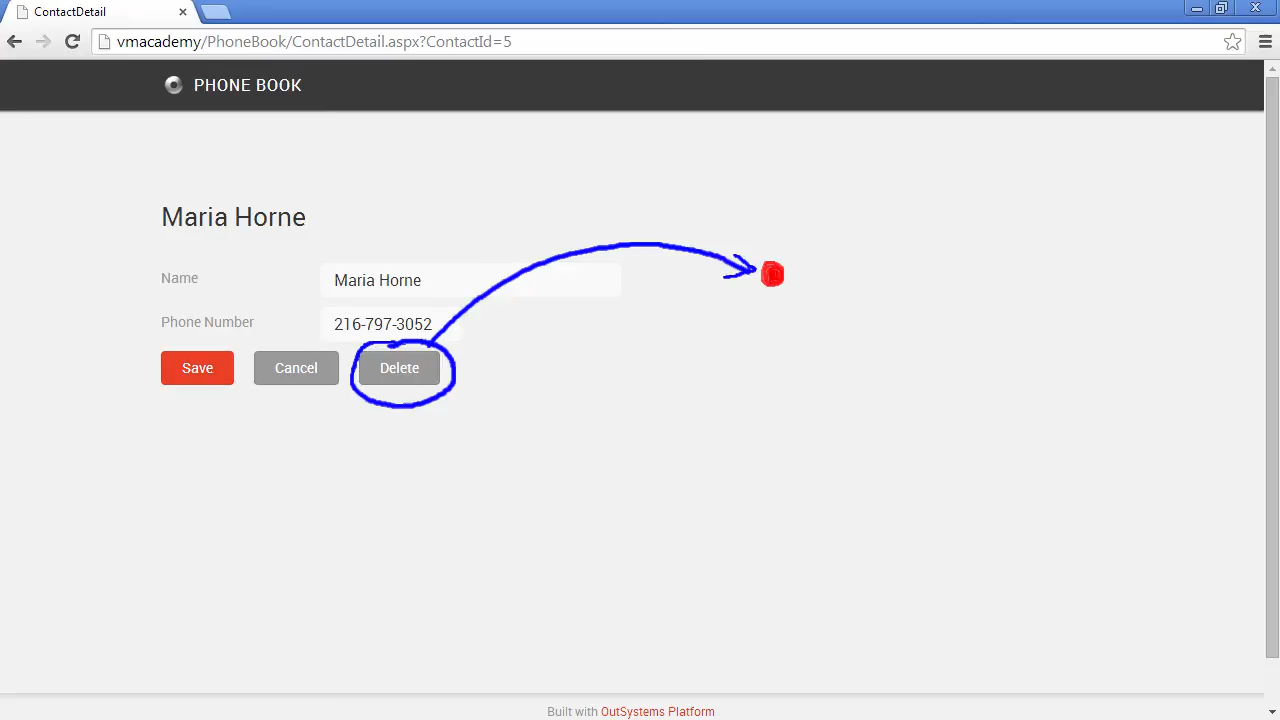 ContactDetail
vmacademy/PhoneBook/ContactDetail.aspx?ContactId=5
PHONE BOOK
Maria Horne
Name Maria Horne
Phone Number 216-797-3052
Save Cancel Delete
Built with OutSystems Platform